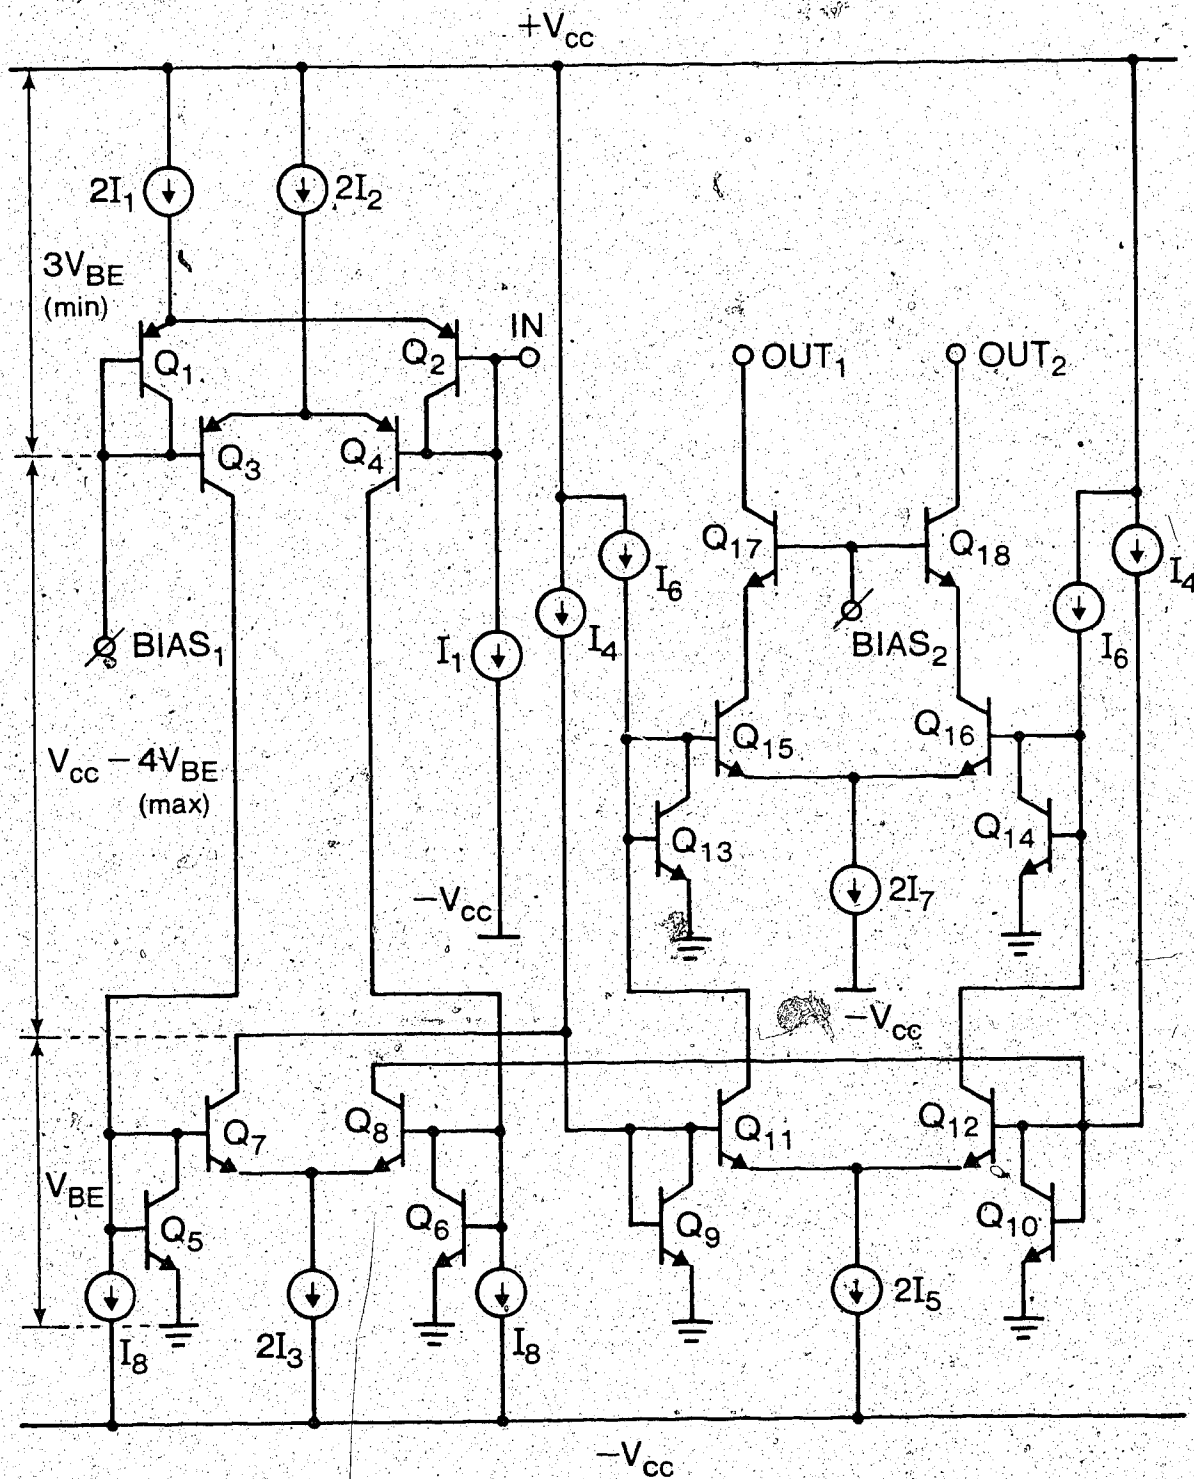 +Vcc
2I1
2I2
3VBE
(min)
Q1
Q2
IN
OUT1
OUT2
Q3
Q4
Q17
Q18
I6
I4
BIAS1
I1
I4
BIAS2
I6
Vcc − 4VBE
(max)
Q15
Q16
Q13
Q14
−Vcc
2I7
−Vcc
Q7
Q8
Q11
Q12
VBE
Q5
Q6
Q9
Q10
I8
2I3
I8
2I5
−Vcc